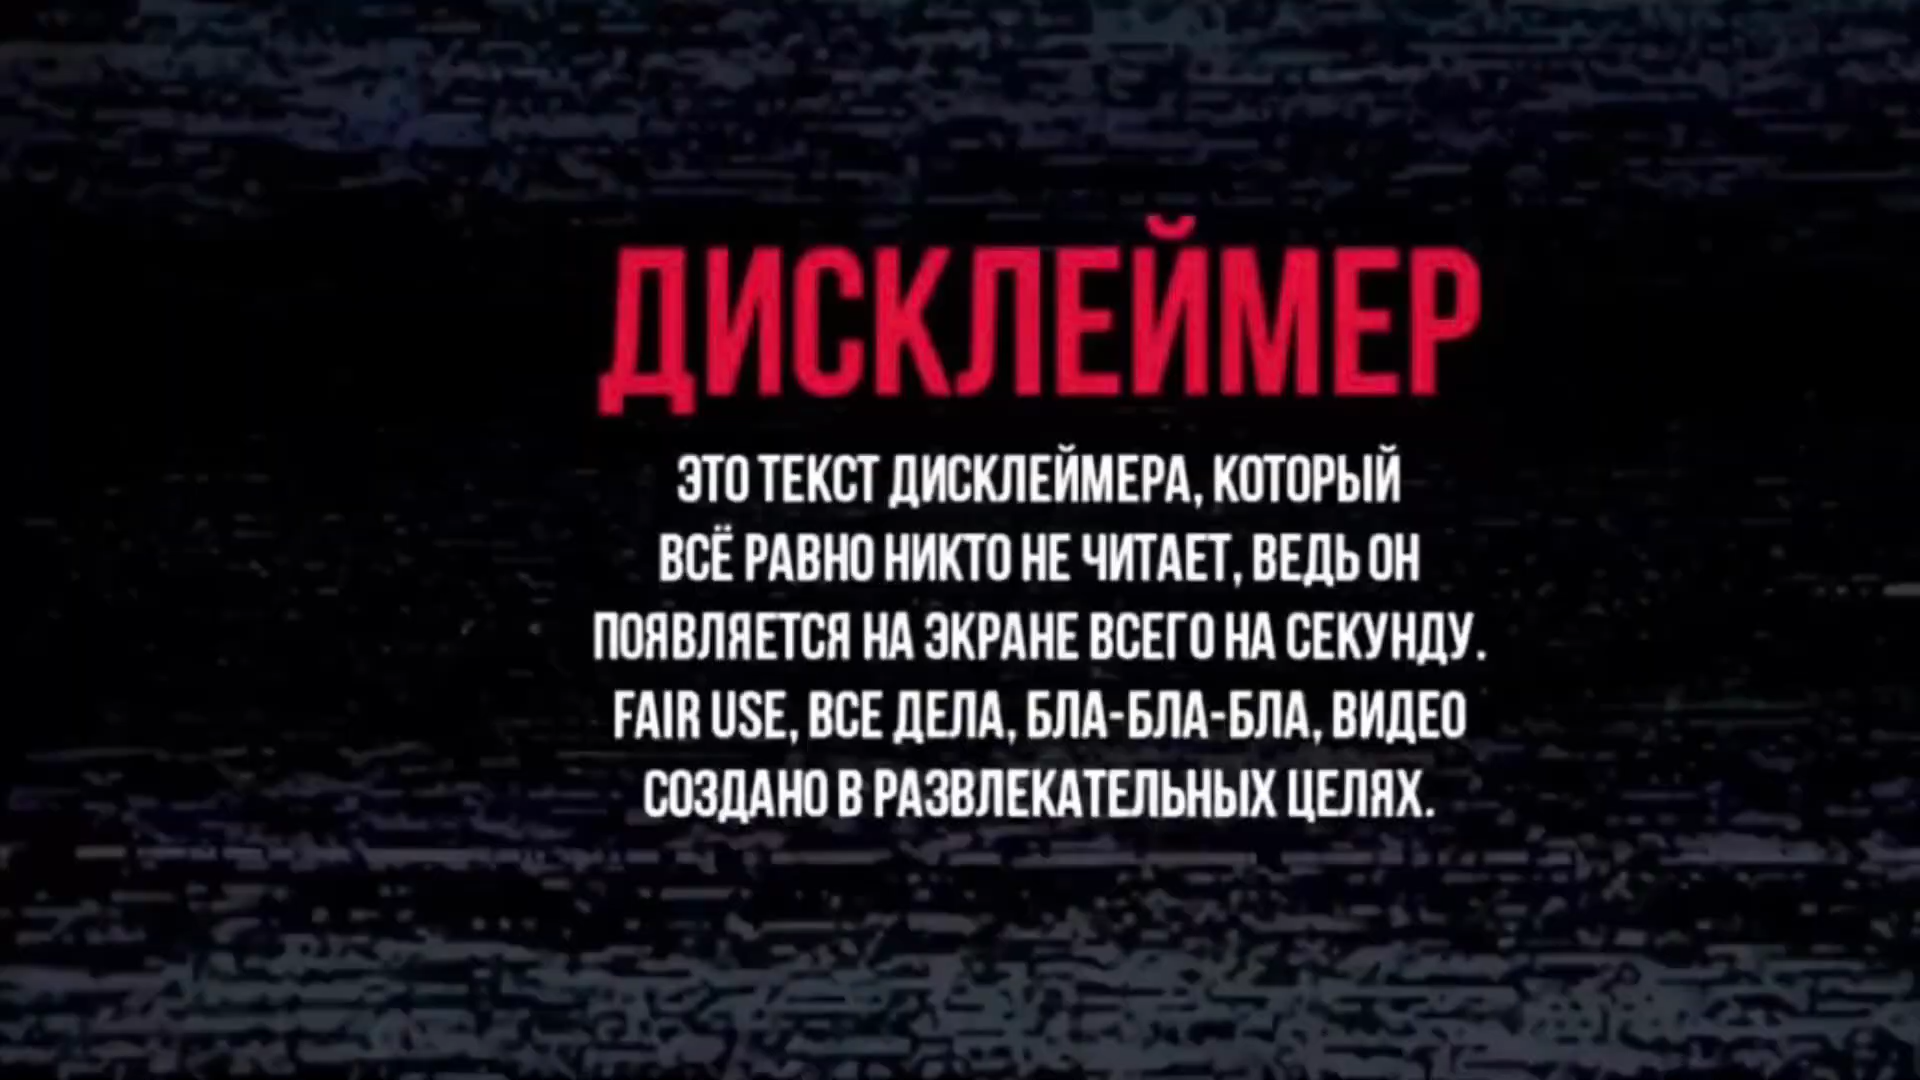 ДИСКЛЕЙМЕР
ЭТО ТЕКСТ ДИСКЛЕЙМЕРА, КОТОРЫЙ
ВСЁ РАВНО НИКТО НЕ ЧИТАЕТ, ВЕДЬ ОН
ПОЯВЛЯЕТСЯ НА ЭКРАНЕ ВСЕГО НА СЕКУНДУ.
FAIR USE, ВСЕ ДЕЛА, БЛА-БЛА-БЛА, ВИДЕО
СОЗДАНО В РАЗВЛЕКАТЕЛЬНЫХ ЦЕЛЯХ.